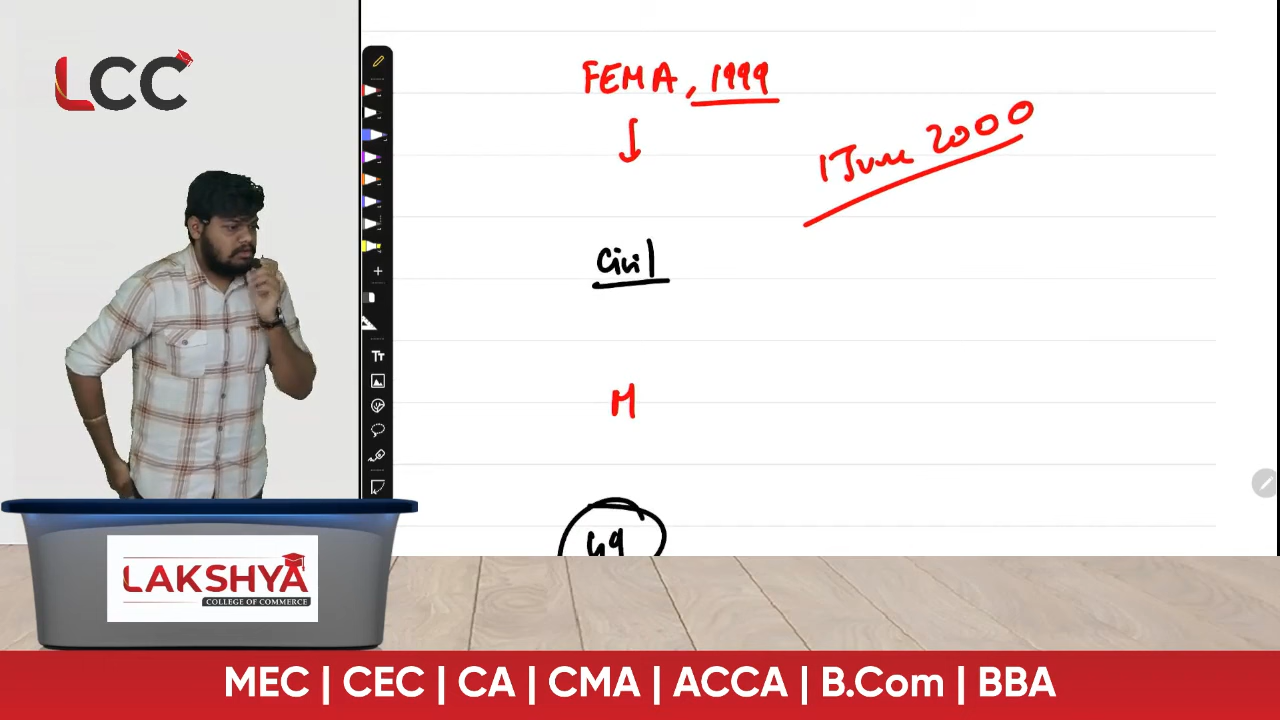 LCC
FEMA, 1999
1 June 2000
Civil
M
49
Tт
LAKSHYA
COLLEGE OF COMMERCE
MEC | CEC | CA | CMA | ACCA | B.Com | BBA